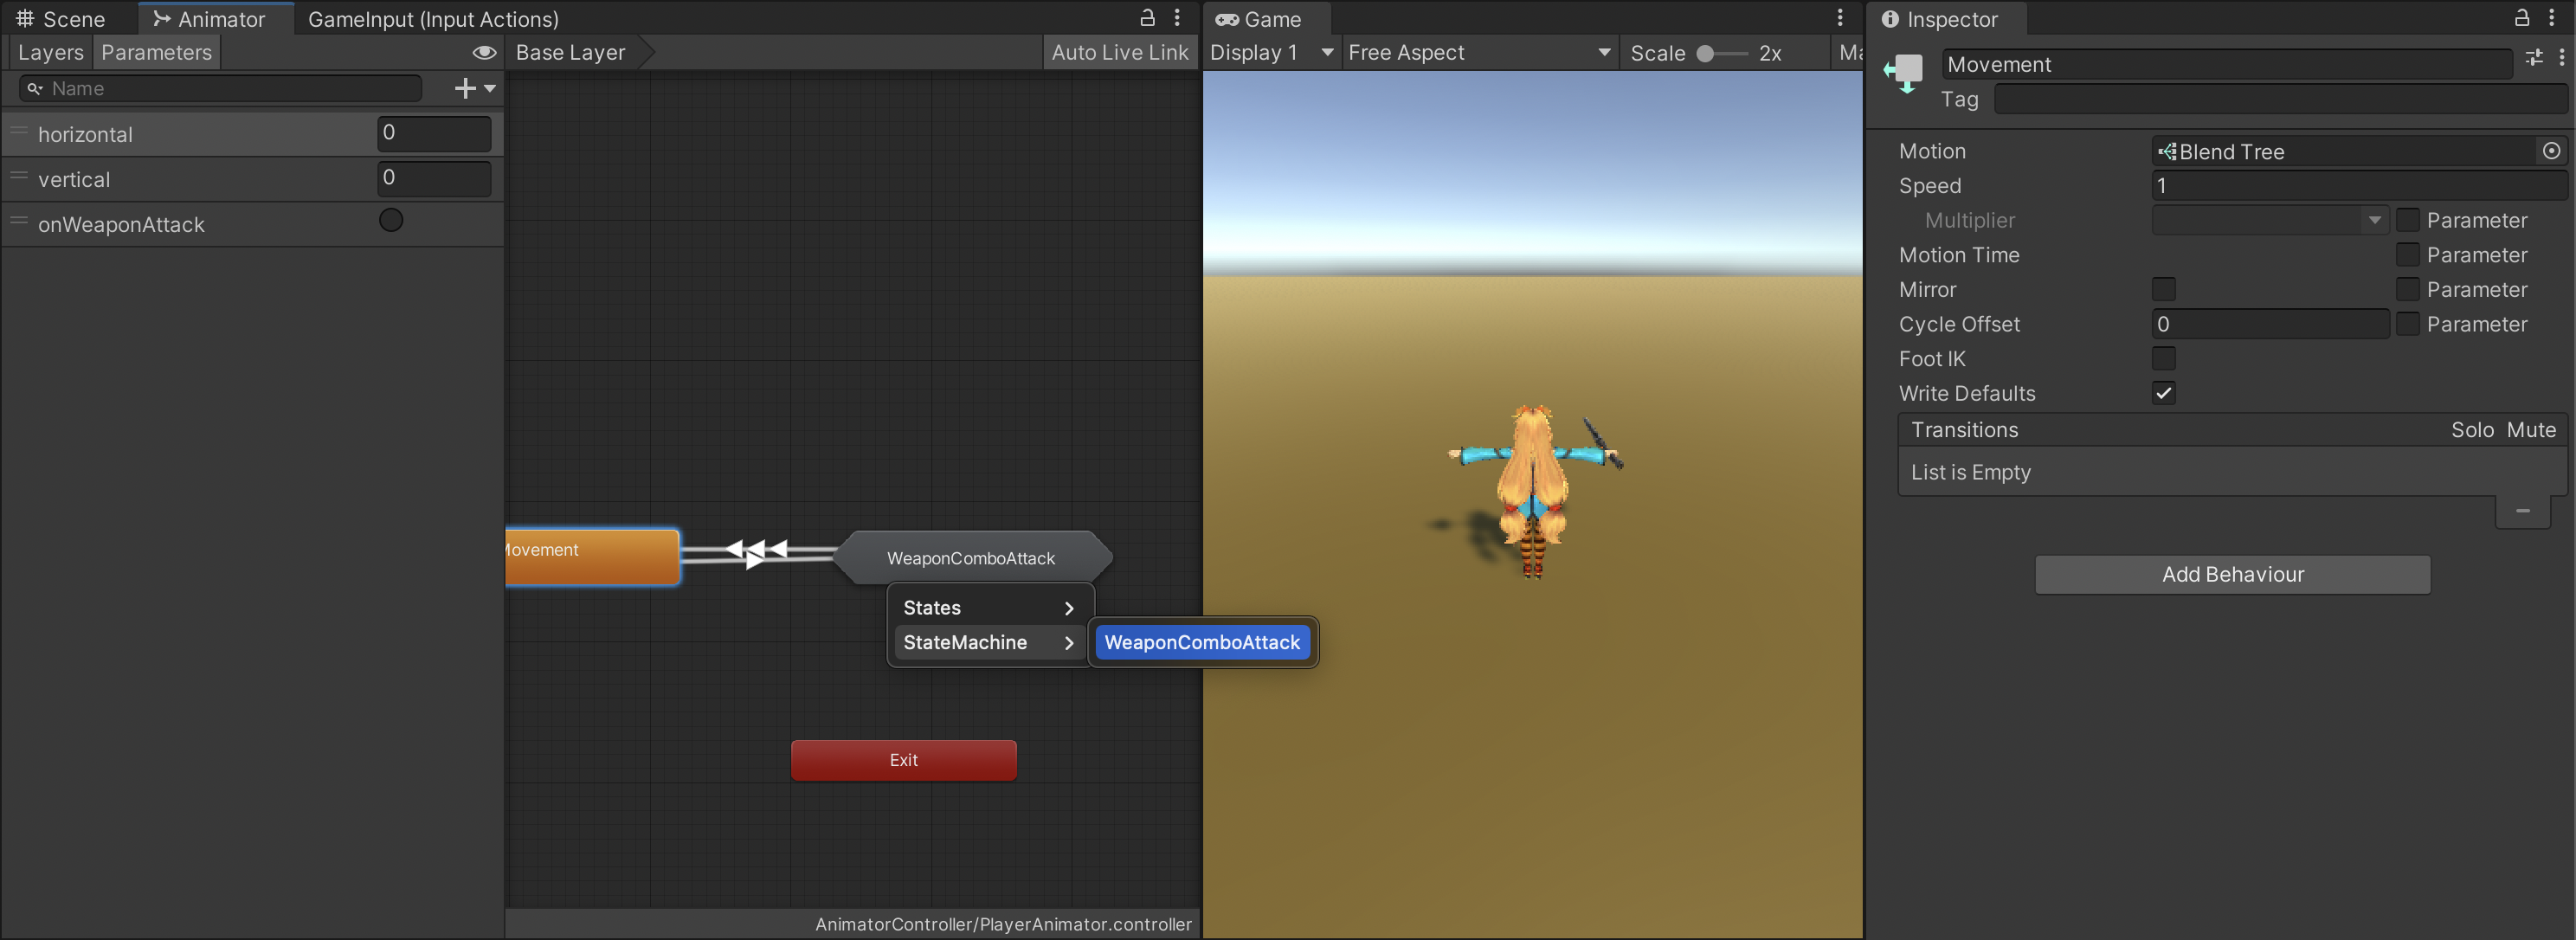 Scene
Animator
GameInput (Input Actions)
Layers
Parameters
Base Layer
Auto Live Link
Name
horizontal
0
vertical
0
onWeaponAttack
Movement
WeaponComboAttack
States
StateMachine
WeaponComboAttack
Exit
AnimatorController/PlayerAnimator.controller
Game
Display 1
Free Aspect
Scale
2x
Ma
Inspector
Movement
Tag
Motion
Blend Tree
Speed
1
Multiplier
Parameter
Motion Time
Parameter
Mirror
Parameter
Cycle Offset
0
Parameter
Foot IK
Write Defaults
Transitions
Solo Mute
List is Empty
Add Behaviour